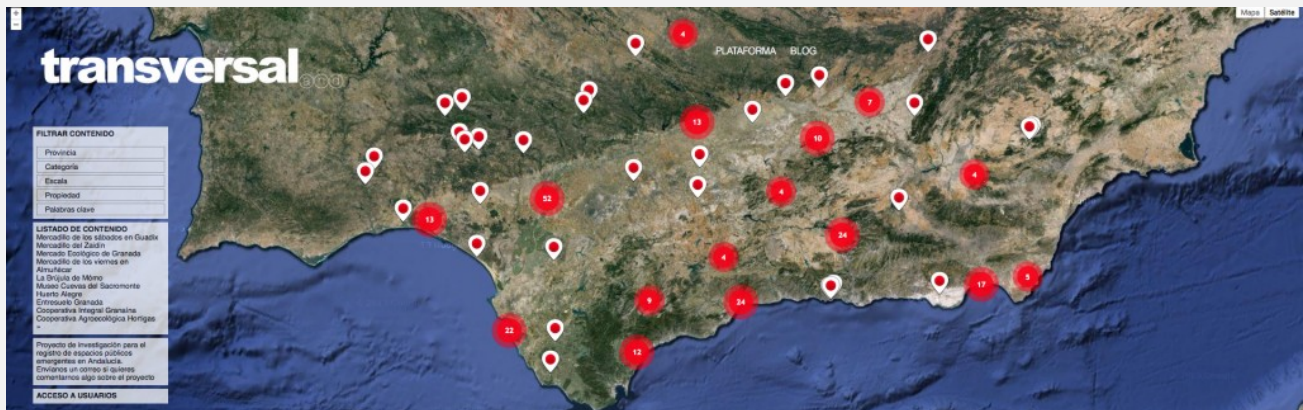 +
−
Mapa Satélite
transversal
.PLATAFORMA BLOG
4
7
13
10
4
4
52
13
24
4
9
24
17
5
22
12
FILTRAR CONTENIDO
Provincia
Categoría
Escala
Propiedad
Palabras clave
LISTADO DE CONTENIDO
Mercadillo de los sábados en Guadix
Mercadillo del Zaidín
Mercado Ecológico de Granada
Mercadillo de los viernes en
Almuñécar
La Brújula de Momo
Museo Cuevas del Sacromonte
Huerto Alegre
Entresuelo Granada
Cooperativa Integral Granaína
Cooperativa Agroecológica Hortigas
Proyecto de investigación para el
registro de espacios públicos
emergentes en Andalucía.
Envíanos un correo si quieres
comentarnos algo sobre el proyecto
ACCESO A USUARIOS